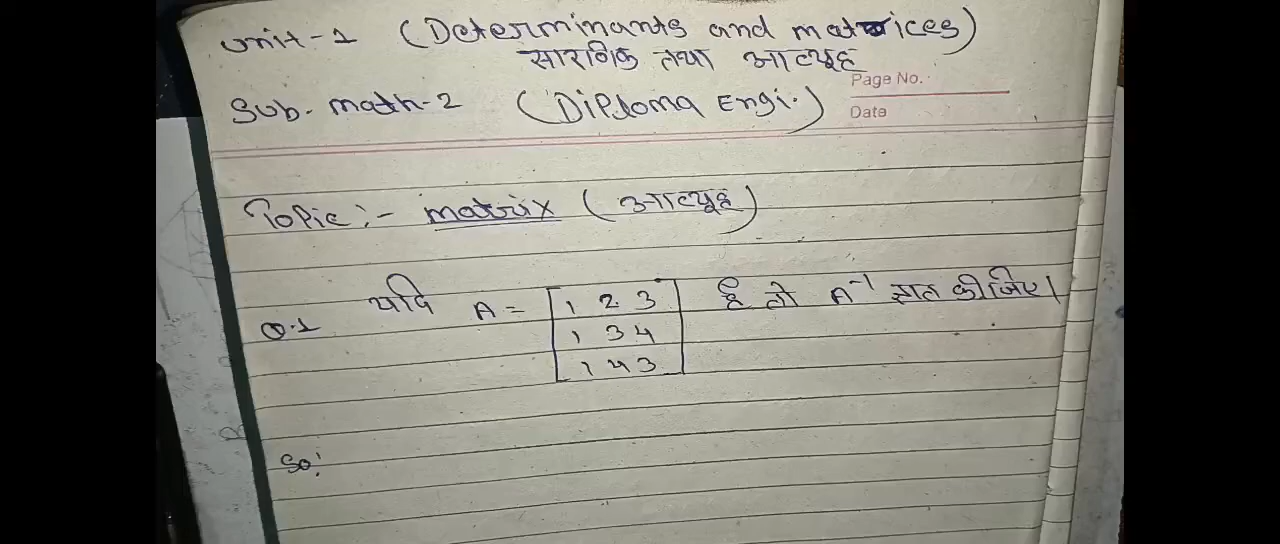 Unit-1 (Determinants and matrices)
सारणिक तथा आव्यूह
Sub. math-2 (Diploma Engi.)
Page No.
Date
Topic:- matrix (आव्यूह)
Q.1 यदि A = [1 2 3 है तो A⁻¹ ज्ञात कीजिए।
1 3 4
1 4 3]
So: